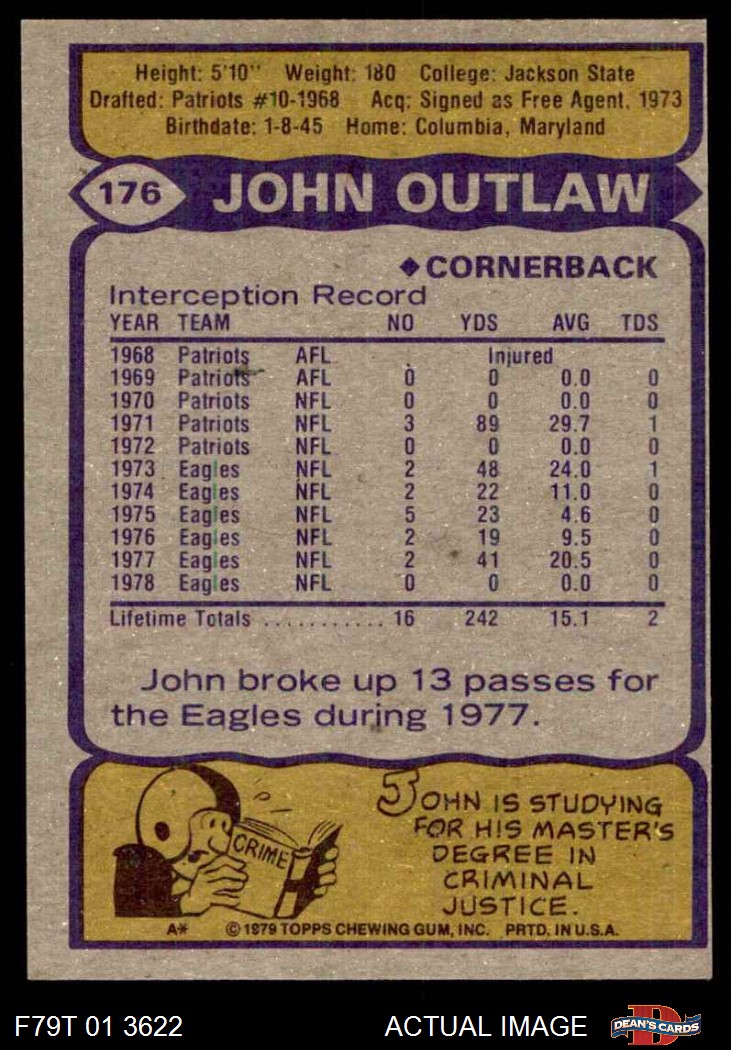 Height: 5'10" Weight: 180 College: Jackson State
Drafted: Patriots #10-1968 Acq: Signed as Free Agent, 1973
Birthdate: 1-8-45 Home: Columbia, Maryland
176 JOHN OUTLAW
◆CORNERBACK
Interception Record
YEAR TEAM NO YDS AVG TDS
1968 Patriots AFL Injured
1969 Patriots AFL 0 0 0.0 0
1970 Patriots NFL 0 0 0.0 0
1971 Patriots NFL 3 89 29.7 1
1972 Patriots NFL 0 0 0.0 0
1973 Eagles NFL 2 48 24.0 1
1974 Eagles NFL 2 22 11.0 0
1975 Eagles NFL 5 23 4.6 0
1976 Eagles NFL 2 19 9.5 0
1977 Eagles NFL 2 41 20.5 0
1978 Eagles NFL 0 0 0.0 0
Lifetime Totals ........... 16 242 15.1 2
John broke up 13 passes for
the Eagles during 1977.
CRIME
JOHN IS STUDYING
FOR HIS MASTER'S
DEGREE IN
CRIMINAL
JUSTICE.
A* © 1979 TOPPS CHEWING GUM, INC. PRTD. IN U.S.A.
F79T 01 3622 ACTUAL IMAGE D DEAN'S CARDS